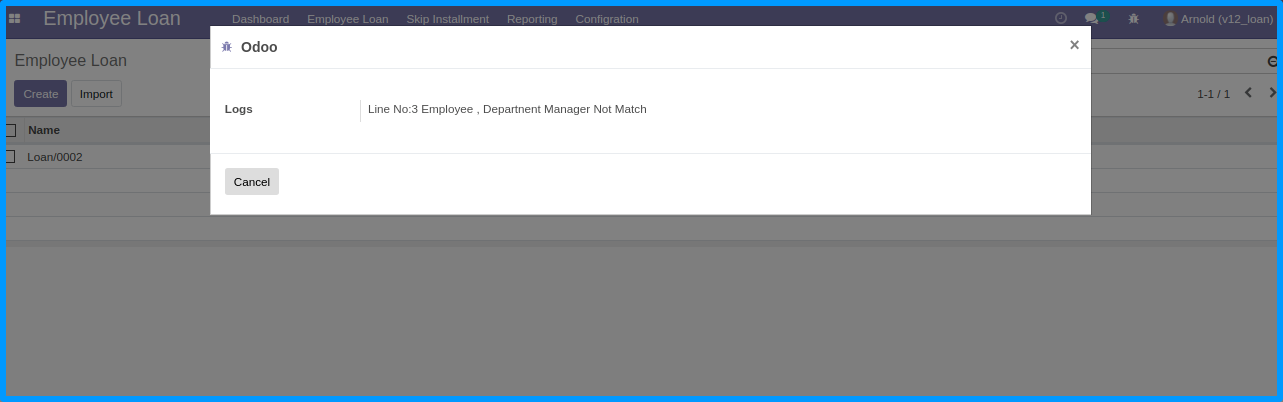 Employee Loan Dashboard Employee Loan Skip Installment Reporting Configration 1 Arnold (v12_loan)
Odoo ×
Employee Loan
Create Import
1-1 / 1
Logs Line No:3 Employee , Departnent Manager Not Match
Name
Loan/0002
Cancel